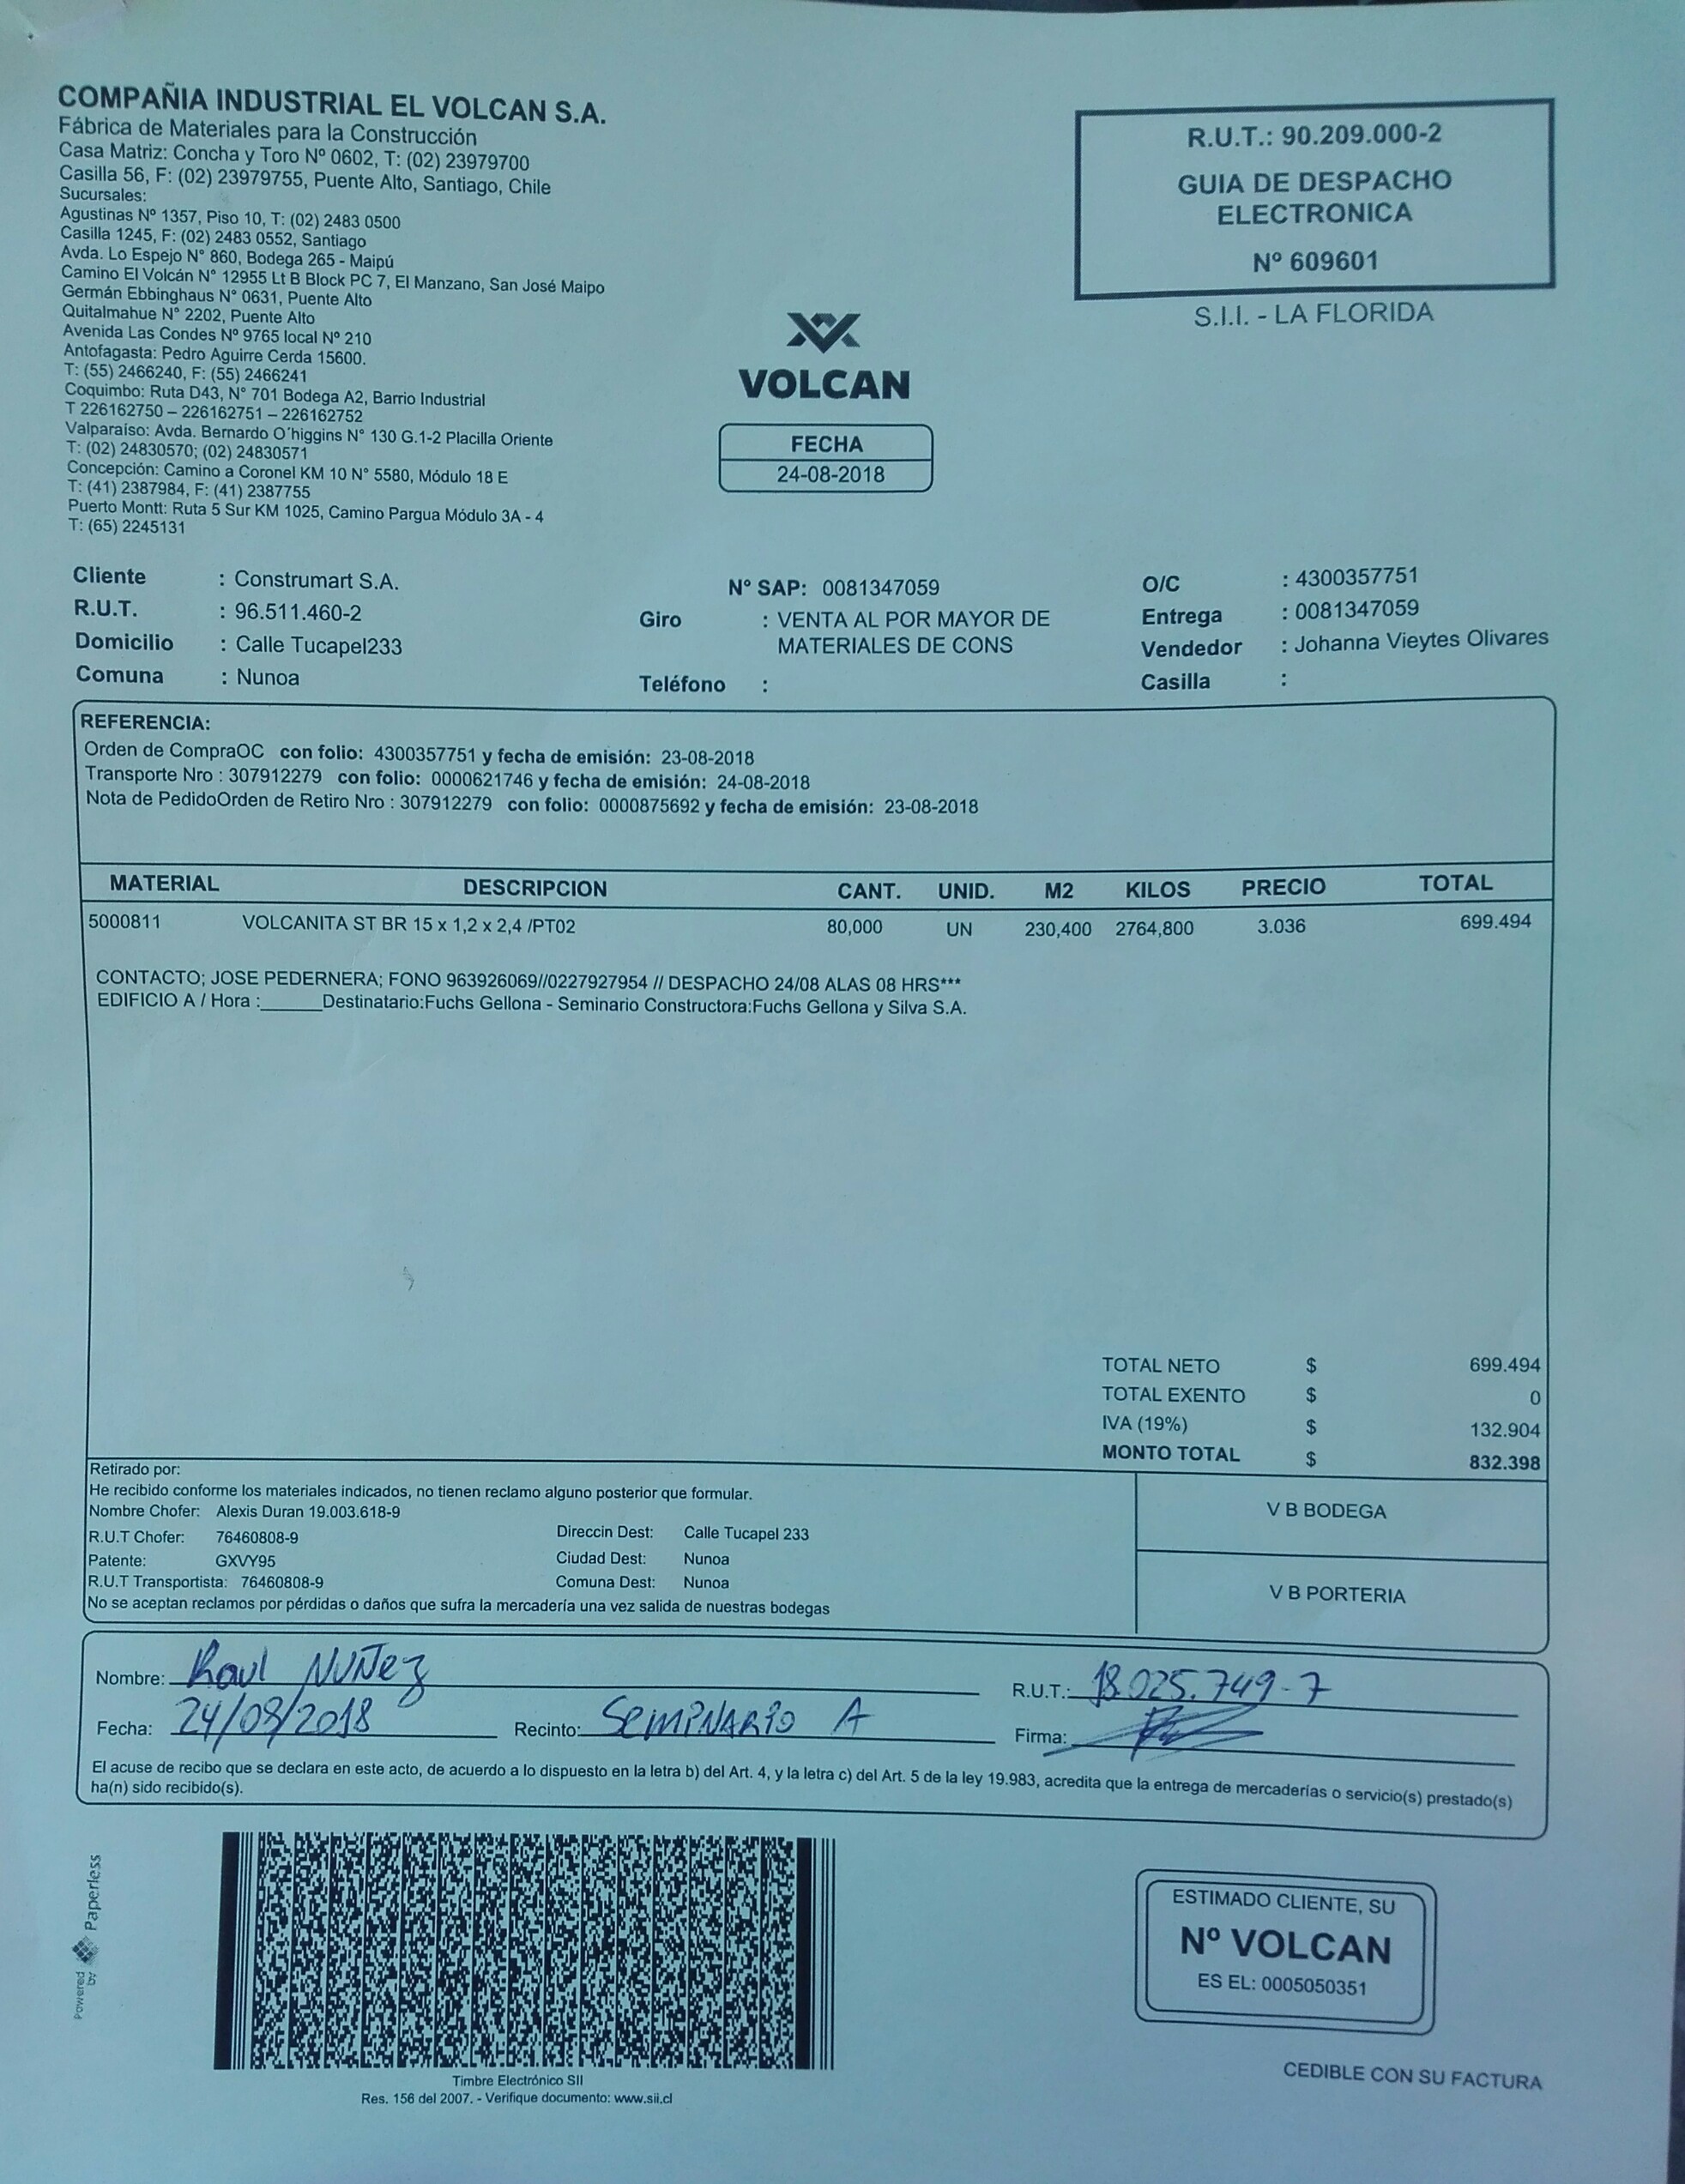 COMPAÑIA INDUSTRIAL EL VOLCAN S.A.
Fábrica de Materiales para la Construcción
Casa Matriz: Concha y Toro Nº 0602, T: (02) 23979700
Casilla 56, F: (02) 23979755, Puente Alto, Santiago, Chile
Sucursales:
Agustinas Nº 1357, Piso 10, T: (02) 2483 0500
Casilla 1245, F: (02) 2483 0552, Santiago
Avda. Lo Espejo N° 860, Bodega 265 - Maipú
Camino El Volcán N° 12955 Lt B Block PC 7, El Manzano, San José Maipo
Germán Ebbinghaus N° 0631, Puente Alto
Quitalmahue N° 2202, Puente Alto
Avenida Las Condes Nº 9765 local Nº 210
Antofagasta: Pedro Aguirre Cerda 15600.
T: (55) 2466240, F: (55) 2466241
Coquimbo: Ruta D43, N° 701 Bodega A2, Barrio Industrial
T 226162750 – 226162751 – 226162752
Valparaíso: Avda. Bernardo O´higgins N° 130 G.1-2 Placilla Oriente
T: (02) 24830570; (02) 24830571
Concepción: Camino a Coronel KM 10 N° 5580, Módulo 18 E
T: (41) 2387984, F: (41) 2387755
Puerto Montt: Ruta 5 Sur KM 1025, Camino Pargua Módulo 3A - 4
T: (65) 2245131
R.U.T.: 90.209.000-2
GUIA DE DESPACHO
ELECTRONICA
Nº 609601
S.I.I. - LA FLORIDA
VOLCAN
FECHA
24-08-2018
Cliente : Construmart S.A.
R.U.T. : 96.511.460-2
Domicilio : Calle Tucapel233
Comuna : Nunoa
Nº SAP: 0081347059
Giro : VENTA AL POR MAYOR DE
MATERIALES DE CONS
Teléfono :
O/C : 4300357751
Entrega : 0081347059
Vendedor : Johanna Vieytes Olivares
Casilla :
REFERENCIA:
Orden de CompraOC con folio: 4300357751 y fecha de emisión: 23-08-2018
Transporte Nro : 307912279 con folio: 0000621746 y fecha de emisión: 24-08-2018
Nota de PedidoOrden de Retiro Nro : 307912279 con folio: 0000875692 y fecha de emisión: 23-08-2018
MATERIAL DESCRIPCION CANT. UNID. M2 KILOS PRECIO TOTAL
5000811 VOLCANITA ST BR 15 x 1,2 x 2,4 /PT02 80,000 UN 230,400 2764,800 3.036 699.494
CONTACTO; JOSE PEDERNERA; FONO 963926069//0227927954 // DESPACHO 24/08 ALAS 08 HRS***
EDIFICIO A / Hora :______Destinatario:Fuchs Gellona - Seminario Constructora:Fuchs Gellona y Silva S.A.
TOTAL NETO $ 699.494
TOTAL EXENTO $ 0
IVA (19%) $ 132.904
MONTO TOTAL $ 832.398
Retirado por:
He recibido conforme los materiales indicados, no tienen reclamo alguno posterior que formular.
Nombre Chofer: Alexis Duran 19.003.618-9
R.U.T Chofer: 76460808-9 Direccin Dest: Calle Tucapel 233
Patente: GXVY95 Ciudad Dest: Nunoa
R.U.T Transportista: 76460808-9 Comuna Dest: Nunoa
No se aceptan reclamos por pérdidas o daños que sufra la mercadería una vez salida de nuestras bodegas
V B BODEGA
V B PORTERIA
Nombre: Raul NUÑez R.U.T.: 18.025.749-7
Fecha: 24/08/2018 Recinto: SEMINARIO A Firma:
El acuse de recibo que se declara en este acto, de acuerdo a lo dispuesto en la letra b) del Art. 4, y la letra c) del Art. 5 de la ley 19.983, acredita que la entrega de mercaderías o servicio(s) prestado(s)
ha(n) sido recibido(s).
Powered by Paperless
Timbre Electrónico SII
Res. 156 del 2007. - Verifique documento: www.sii.cl
ESTIMADO CLIENTE, SU
Nº VOLCAN
ES EL: 0005050351
CEDIBLE CON SU FACTURA